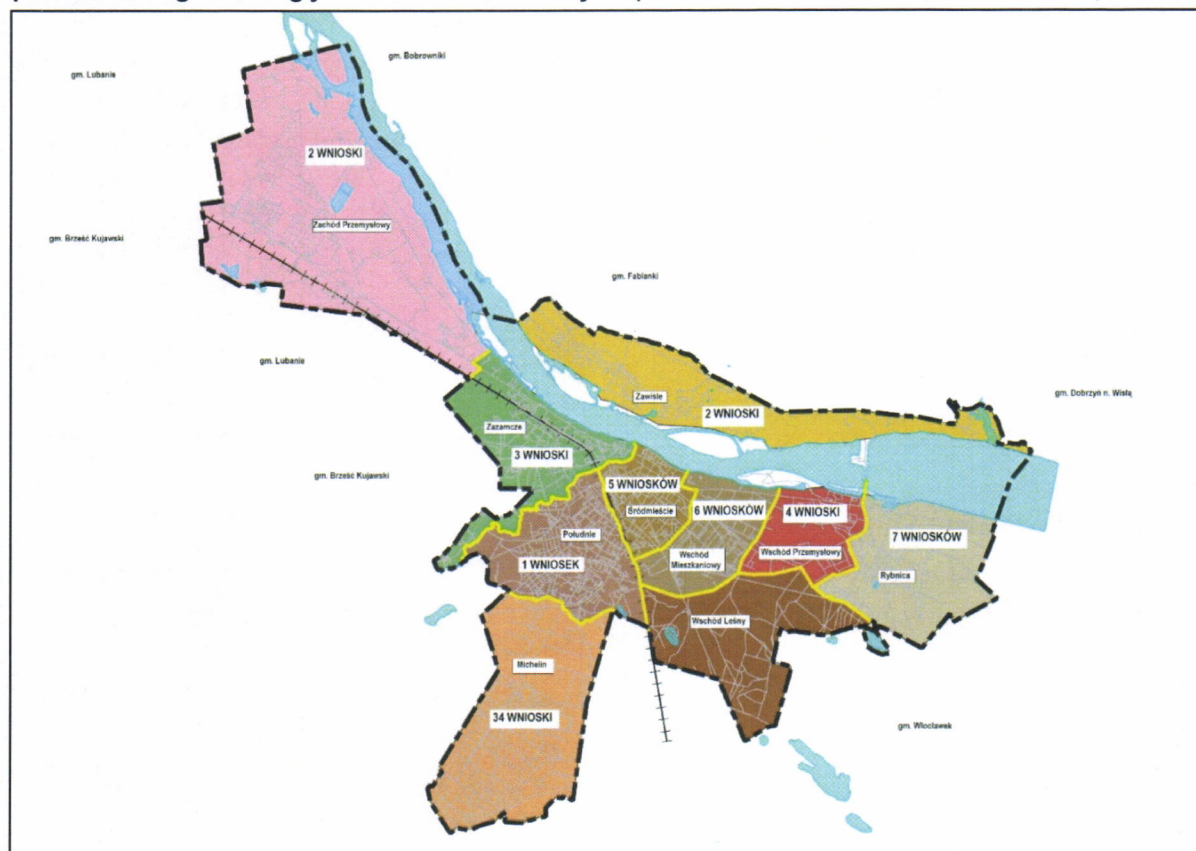 gm. Bobrowniki
gm. Lubanie
2 WNIOSKI
Zachód Przemysłowy
gm. Brześć Kujawski
gm. Fabianki
gm. Lubanie
gm. Dobrzyń n. Wisłą
Zawiśle
2 WNIOSKI
Zazamcze
3 WNIOSKI
gm. Brześć Kujawski
5 WNIOSKÓW
Śródmieście
6 WNIOSKÓW
4 WNIOSKI
7 WNIOSKÓW
Południe
Wschód
Mieszkaniowy
Wschód Przemysłowy
1 WNIOSEK
Rybnica
Wschód Leśny
Michelin
34 WNIOSKI
gm. Włocławek